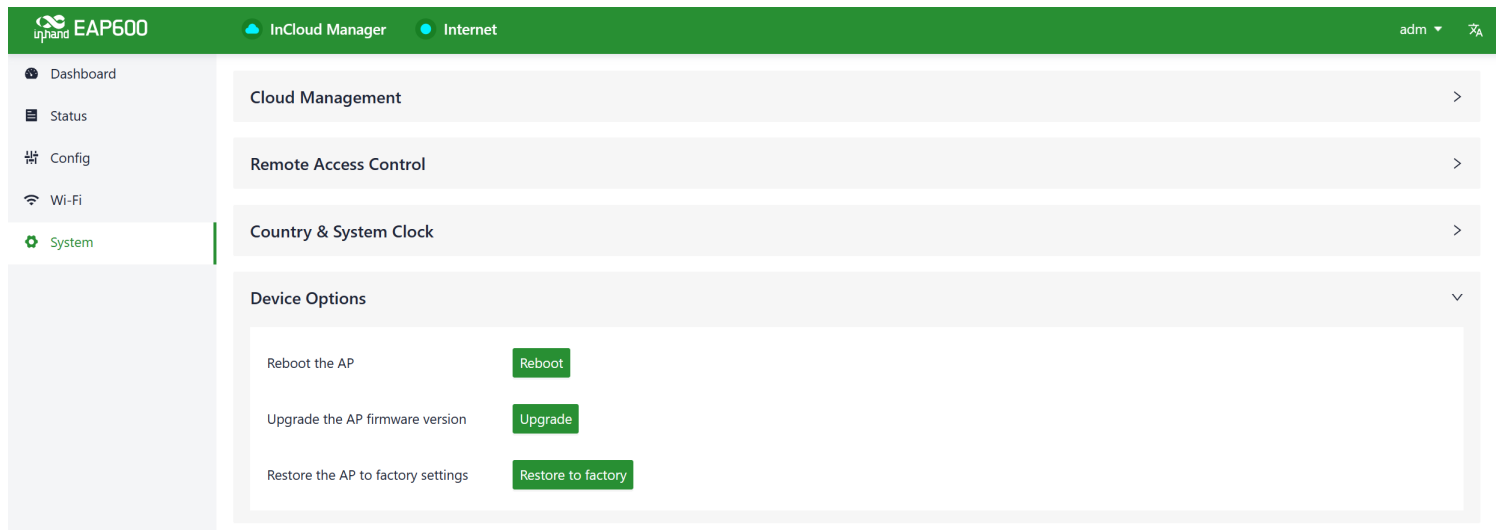 inhand EAP600
InCloud Manager
Internet
adm
Dashboard
Status
Config
Wi-Fi
System
Cloud Management
Remote Access Control
Country & System Clock
Device Options
Reboot the AP Reboot
Upgrade the AP firmware version Upgrade
Restore the AP to factory settings Restore to factory